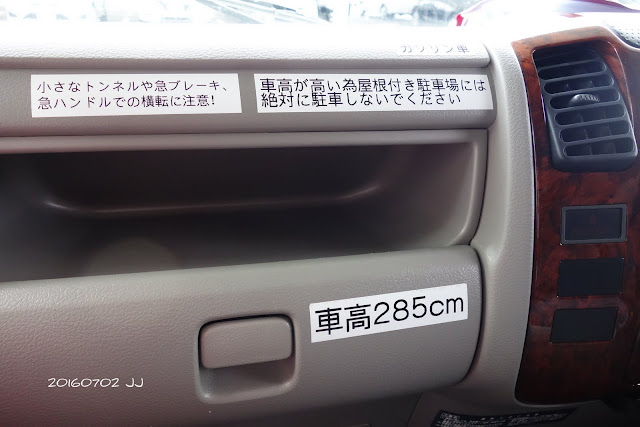 ガソリン車
小さなトンネルや急ブレーキ、
急ハンドルでの横転に注意!
車高が高い為屋根付き駐車場には
絶対に駐車しないでください
車高285cm
20160702 JJ